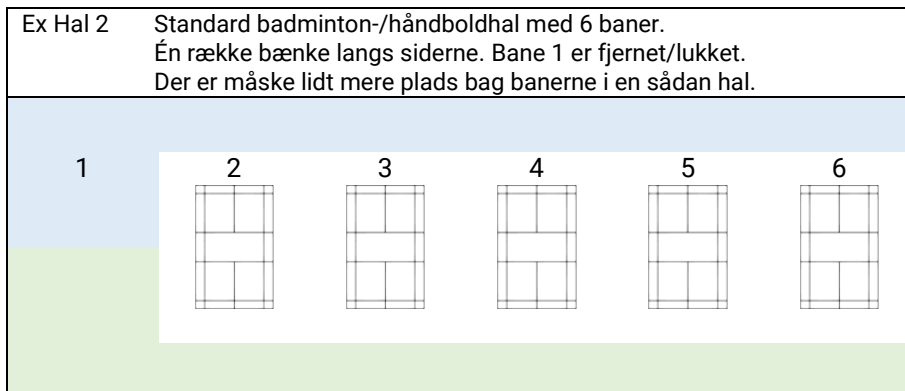 Ex Hal 2 Standard badminton-/håndboldhal med 6 baner.
Én række bænke langs siderne. Bane 1 er fjernet/lukket.
Der er måske lidt mere plads bag banerne i en sådan hal.
1 2 3 4 5 6